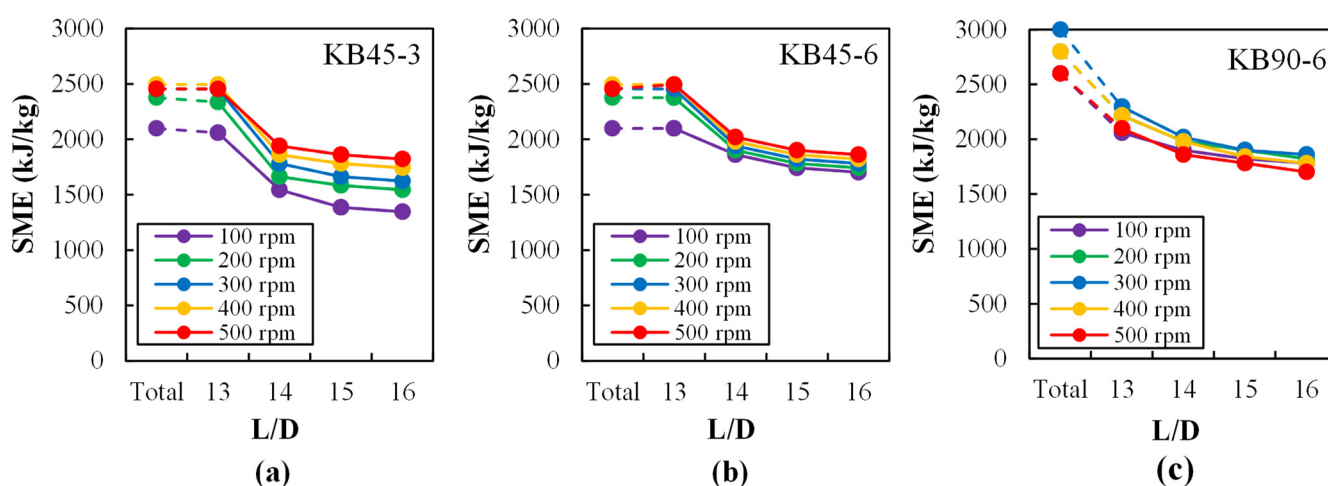 3000
2500
2000
1500
1000
500
0
SME (kJ/kg)
KB45-3
100 rpm
200 rpm
300 rpm
400 rpm
500 rpm
Total 13 14 15 16
L/D
(a)
3000
2500
2000
1500
1000
500
0
SME (kJ/kg)
KB45-6
100 rpm
200 rpm
300 rpm
400 rpm
500 rpm
Total 13 14 15 16
L/D
(b)
3000
2500
2000
1500
1000
500
0
SME (kJ/kg)
KB90-6
100 rpm
200 rpm
300 rpm
400 rpm
500 rpm
Total 13 14 15 16
L/D
(c)